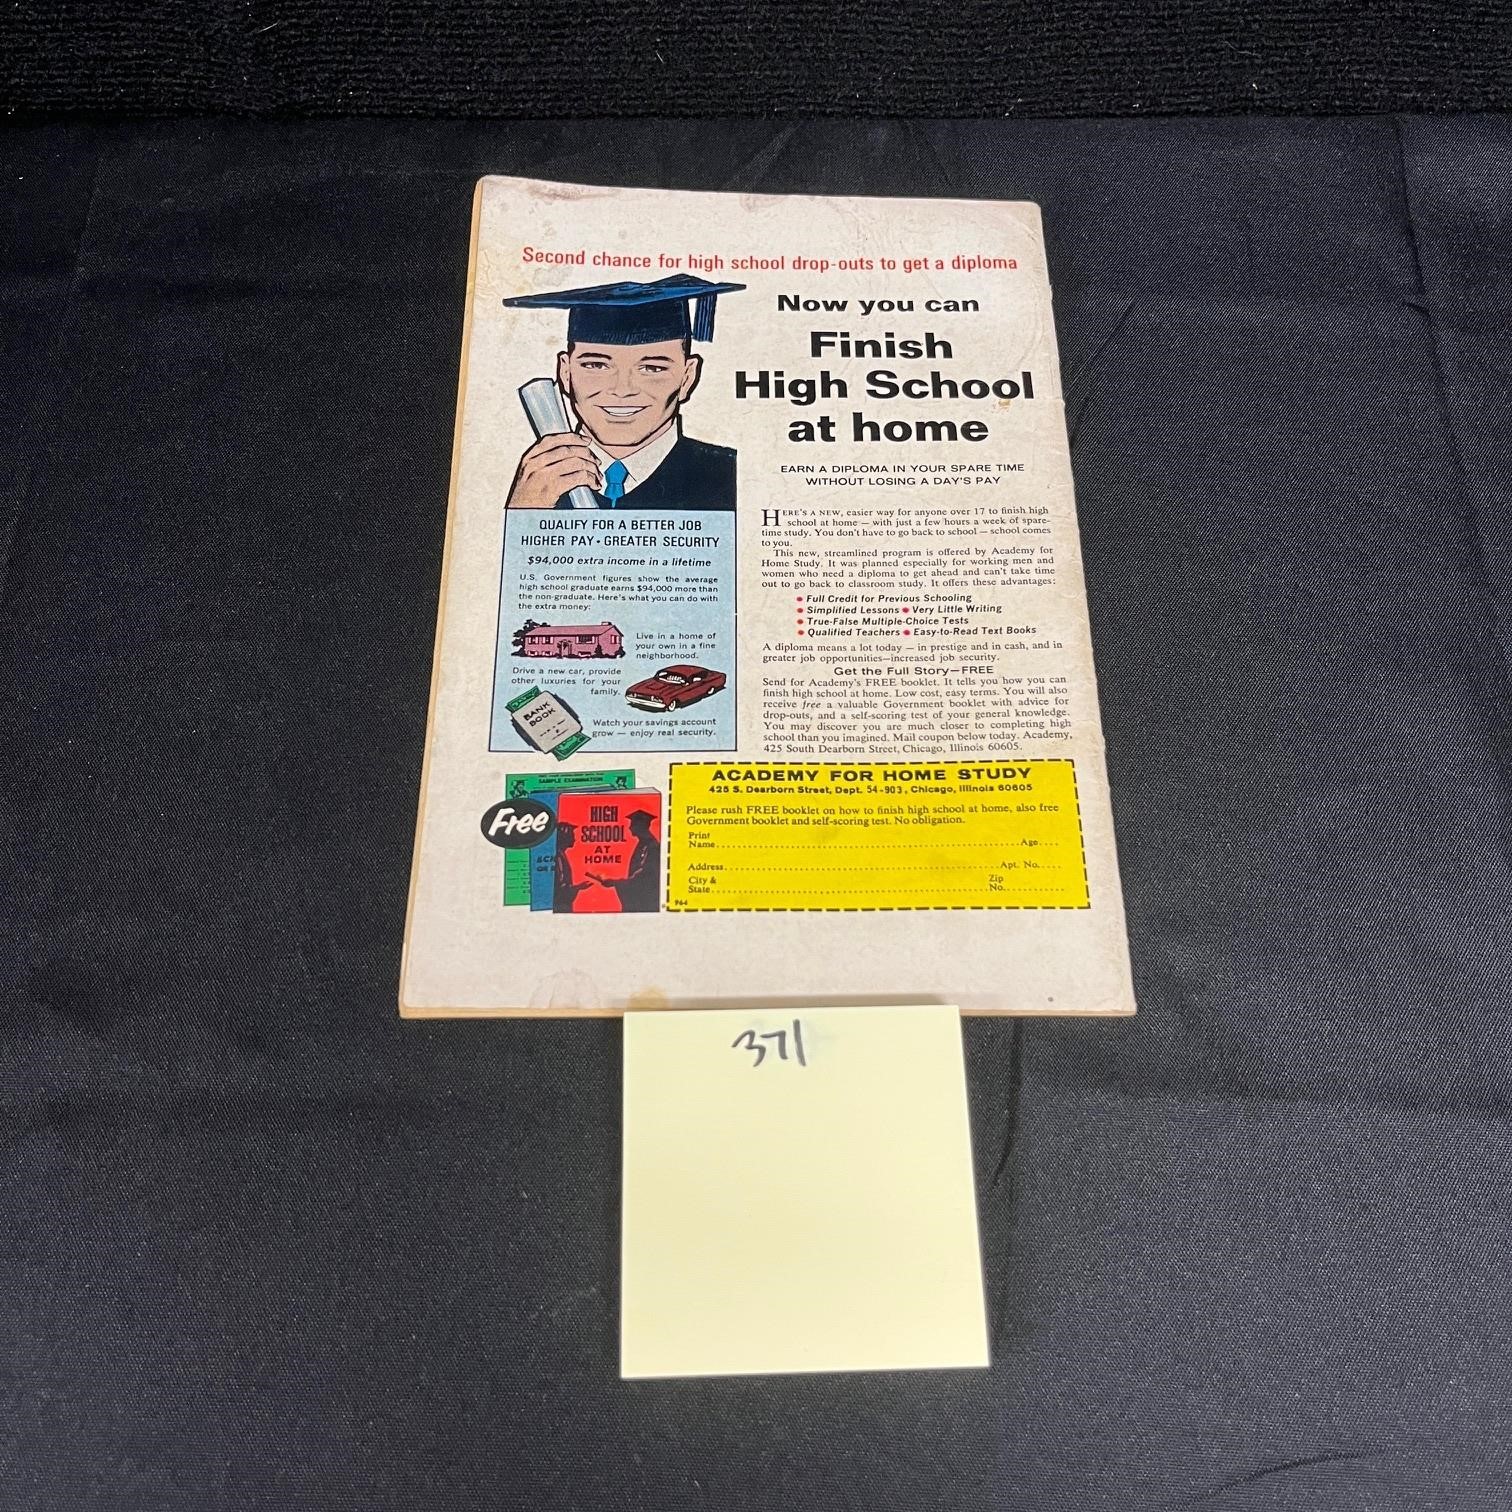 Second chance for high school drop-outs to get a diploma
Now you can
Finish
High School
at home
EARN A DIPLOMA IN YOUR SPARE TIME
WITHOUT LOSING A DAY'S PAY
HERE'S A NEW, easier way for anyone over 17 to finish high
school at home — with just a few hours a week of spare-
time study. You don't have to go back to school — school comes
to you.
This new, streamlined program is offered by Academy for
Home Study. It was planned especially for working men and
women who need a diploma to get ahead and can't take time
out to go back to classroom study. It offers these advantages:
• Full Credit for Previous Schooling
• Simplified Lessons • Very Little Writing
• True-False Multiple-Choice Tests
• Qualified Teachers • Easy-to-Read Text Books
A diploma means a lot today — in prestige and in cash, and in
greater job opportunities—increased job security.
Get the Full Story—FREE
Send for Academy's FREE booklet. It tells you how you can
finish high school at home. Low cost, easy terms. You will also
receive free a valuable Government booklet with advice for
drop-outs, and a self-scoring test of your general knowledge.
You may discover you are much closer to completing high
school than you imagined. Mail coupon below today. Academy,
425 South Dearborn Street, Chicago, Illinois 60605.
QUALIFY FOR A BETTER JOB
HIGHER PAY • GREATER SECURITY
$94,000 extra income in a lifetime
U.S. Government figures show the average
high school graduate earns $94,000 more than
the non-graduate. Here's what you can do with
the extra money:
Live in a home of
your own in a fine
neighborhood.
Drive a new car, provide
other luxuries for your
family.
BANK
BOOK
Watch your savings account
grow — enjoy real security.
SAMPLE EXAMINATION
Free
HIGH
SCHOOL
AT
HOME
ACADEMY FOR HOME STUDY
425 S. Dearborn Street, Dept. 54-903, Chicago, Illinois 60605
Please rush FREE booklet on how to finish high school at home, also free
Government booklet and self-scoring test. No obligation.
Print
Name Age
Address Apt. No.
City & Zip
State No.
964
371